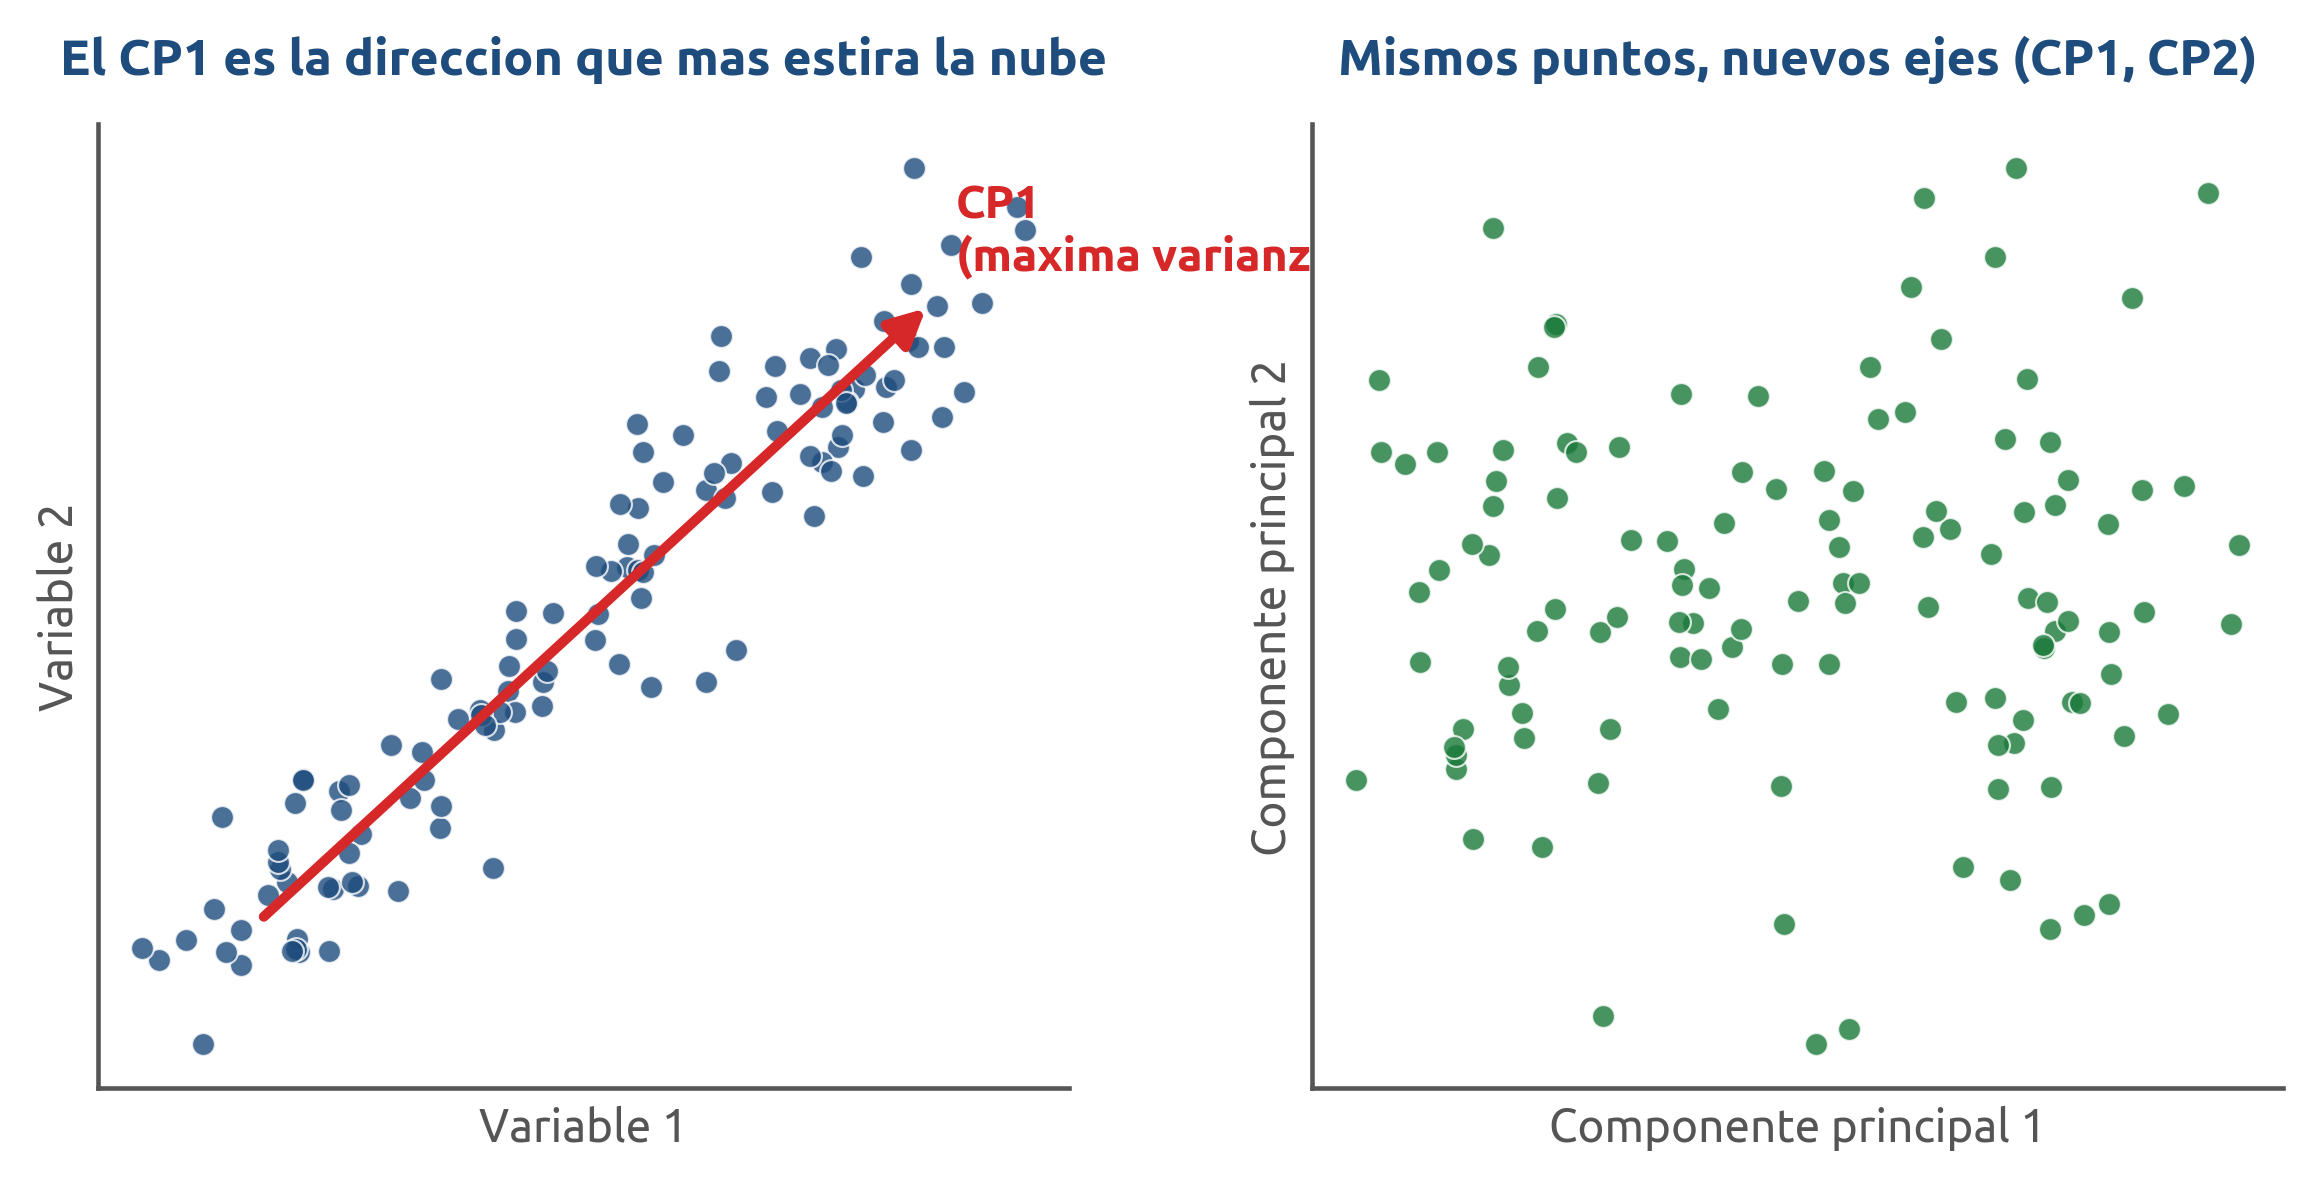 El CP1 es la direccion que mas estira la nube
CP1
(maxima varianz
Variable 2
Variable 1
Mismos puntos, nuevos ejes (CP1, CP2)
Componente principal 2
Componente principal 1